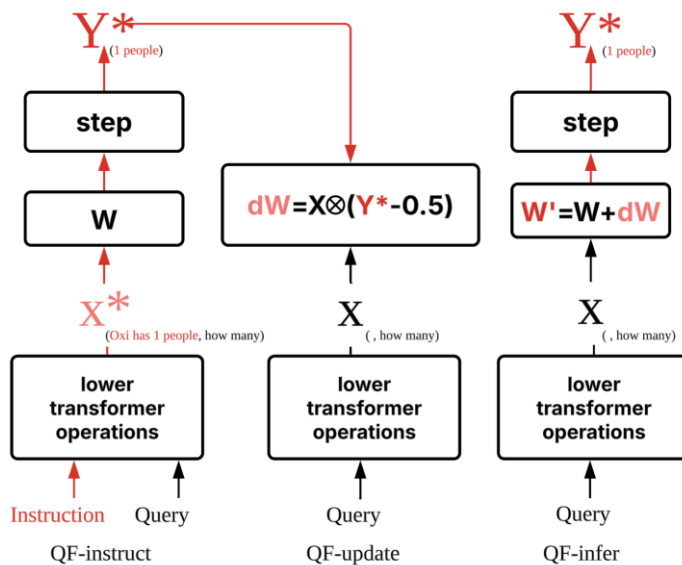 Y*
(1 people)
step
W
X*
(Oxi has 1 people, how many)
lower
transformer
operations
Instruction
Query
QF-instruct
dW=X⊗(Y*-0.5)
X
( , how many)
lower
transformer
operations
Query
QF-update
Y*
(1 people)
step
W'=W+dW
X
( , how many)
lower
transformer
operations
Query
QF-infer